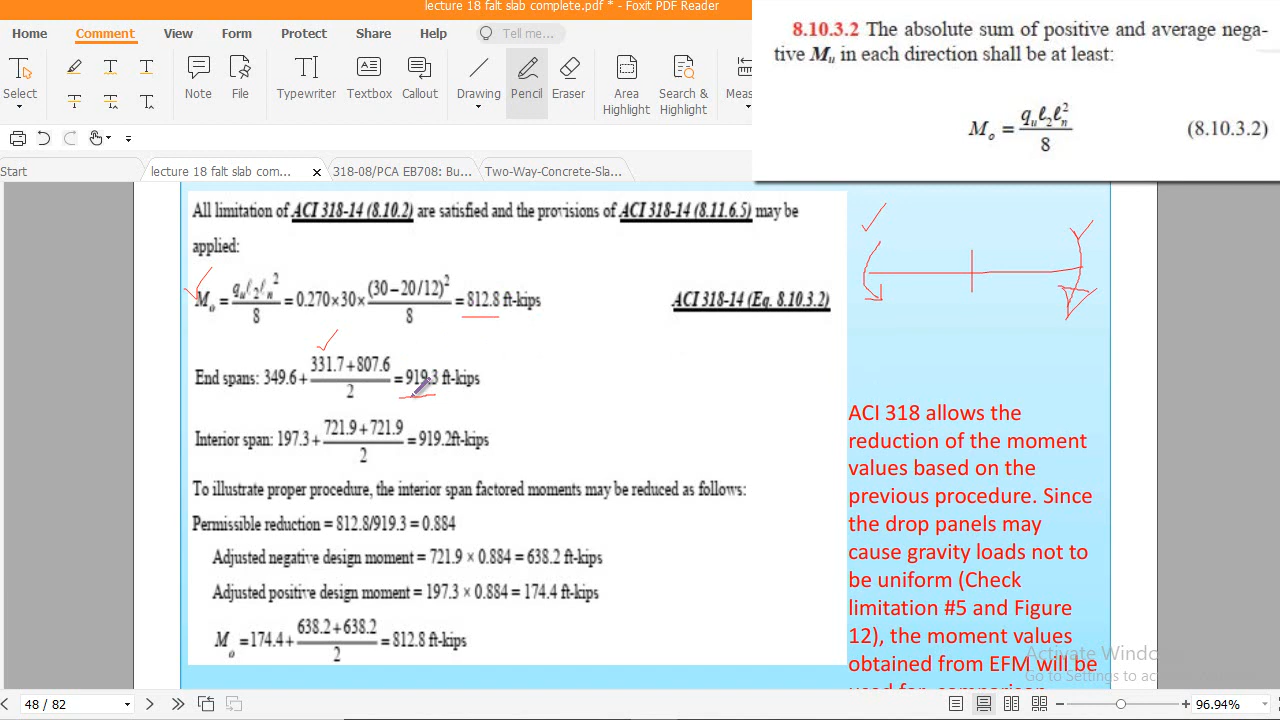 lecture 18 falt slab complete.pdf * - Foxit PDF Reader
Home Comment View Form Protect Share Help Tell me...
Select Note File Typewriter Textbox Callout Drawing Pencil Eraser Area Highlight Search & Highlight Meas
Start lecture 18 falt slab com... × 318-08/PCA EB708: Bu... Two-Way-Concrete-Sla...
8.10.3.2 The absolute sum of positive and average nega-
tive Mu in each direction shall be at least:
Mo = quℓ2ℓn²/8 (8.10.3.2)
All limitation of ACI 318-14 (8.10.2) are satisfied and the provisions of ACI 318-14 (8.11.6.5) may be
applied:
Mo = quℓ2ℓn²/8 = 0.270×30×(30−20/12)²/8 = 812.8 ft-kips ACI 318-14 (Eq. 8.10.3.2)
End spans: 349.6+(331.7+807.6)/2 = 919.3 ft-kips
Interior span: 197.3+(721.9+721.9)/2 = 919.2ft-kips
To illustrate proper procedure, the interior span factored moments may be reduced as follows:
Permissible reduction = 812.8/919.3 = 0.884
Adjusted negative design moment = 721.9 × 0.884 = 638.2 ft-kips
Adjusted positive design moment = 197.3 × 0.884 = 174.4 ft-kips
Mo =174.4+(638.2+638.2)/2 = 812.8 ft-kips
ACI 318 allows the
reduction of the moment
values based on the
previous procedure. Since
the drop panels may
cause gravity loads not to
be uniform (Check
limitation #5 and Figure
12), the moment values
obtained from EFM will be
used for comparison
Activate Windo
Go to Settings to ac
48 / 82
96.94%